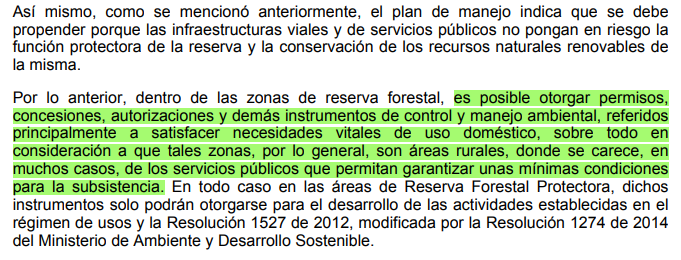 Así mismo, como se mencionó anteriormente, el plan de manejo indica que se debe
propender porque las infraestructuras viales y de servicios públicos no pongan en riesgo la
función protectora de la reserva y la conservación de los recursos naturales renovables de
la misma.
Por lo anterior, dentro de las zonas de reserva forestal, es posible otorgar permisos,
concesiones, autorizaciones y demás instrumentos de control y manejo ambiental, referidos
principalmente a satisfacer necesidades vitales de uso doméstico, sobre todo en
consideración a que tales zonas, por lo general, son áreas rurales, donde se carece, en
muchos casos, de los servicios públicos que permitan garantizar unas mínimas condiciones
para la subsistencia. En todo caso en las áreas de Reserva Forestal Protectora, dichos
instrumentos solo podrán otorgarse para el desarrollo de las actividades establecidas en el
régimen de usos y la Resolución 1527 de 2012, modificada por la Resolución 1274 de 2014
del Ministerio de Ambiente y Desarrollo Sostenible.